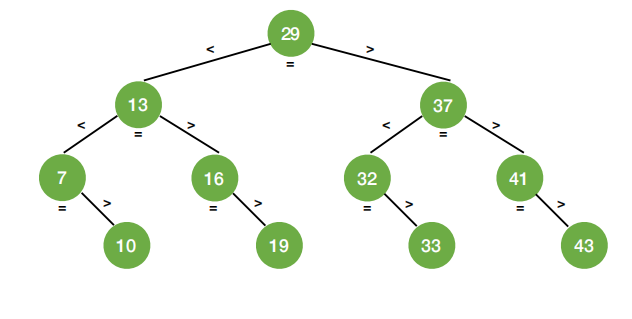 29
< >
=
13 37
< = > < = >
7 16 32 41
= > = > = > = >
10 19 33 43